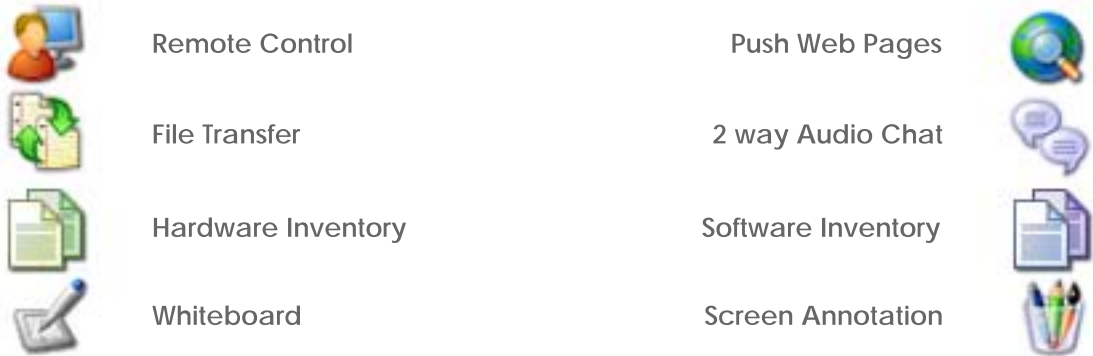 Remote Control
Push Web Pages
File Transfer
2 way Audio Chat
Hardware Inventory
Software Inventory
Whiteboard
Screen Annotation